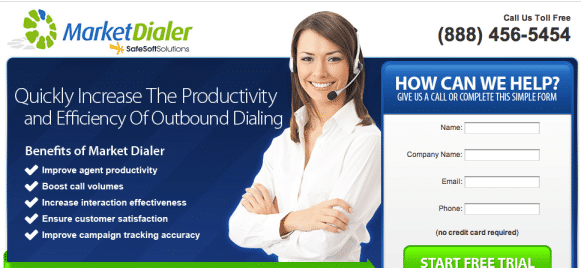 MarketDialer
SafeSoftSolutions
Call Us Toll Free
(888) 456-5454
Quickly Increase The Productivity
and Efficiency Of Outbound Dialing
Benefits of Market Dialer
Improve agent productivity
Boost call volumes
Increase interaction effectiveness
Ensure customer satisfaction
Improve campaign tracking accuracy
HOW CAN WE HELP?
GIVE US A CALL OR COMPLETE THIS SIMPLE FORM
Name:
Company Name:
Email:
Phone:
(no credit card required)
START FREE TRIAL